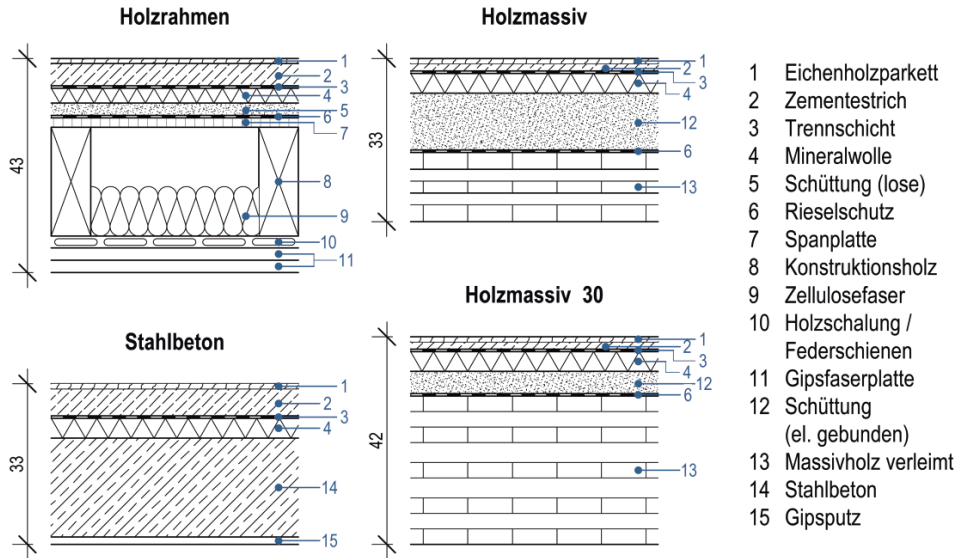 Holzrahmen
43
1
2
3
4
5
6
7
8
9
10
11
Holzmassiv
33
1
2
3
4
12
6
13
Stahlbeton
33
1
2
3
4
14
15
Holzmassiv 30
42
1
2
3
4
12
6
13
1 Eichenholzparkett
2 Zementestrich
3 Trennschicht
4 Mineralwolle
5 Schüttung (lose)
6 Rieselschutz
7 Spanplatte
8 Konstruktionsholz
9 Zellulosefaser
10 Holzschalung /
Federschienen
11 Gipsfaserplatte
12 Schüttung
(el. gebunden)
13 Massivholz verleimt
14 Stahlbeton
15 Gipsputz